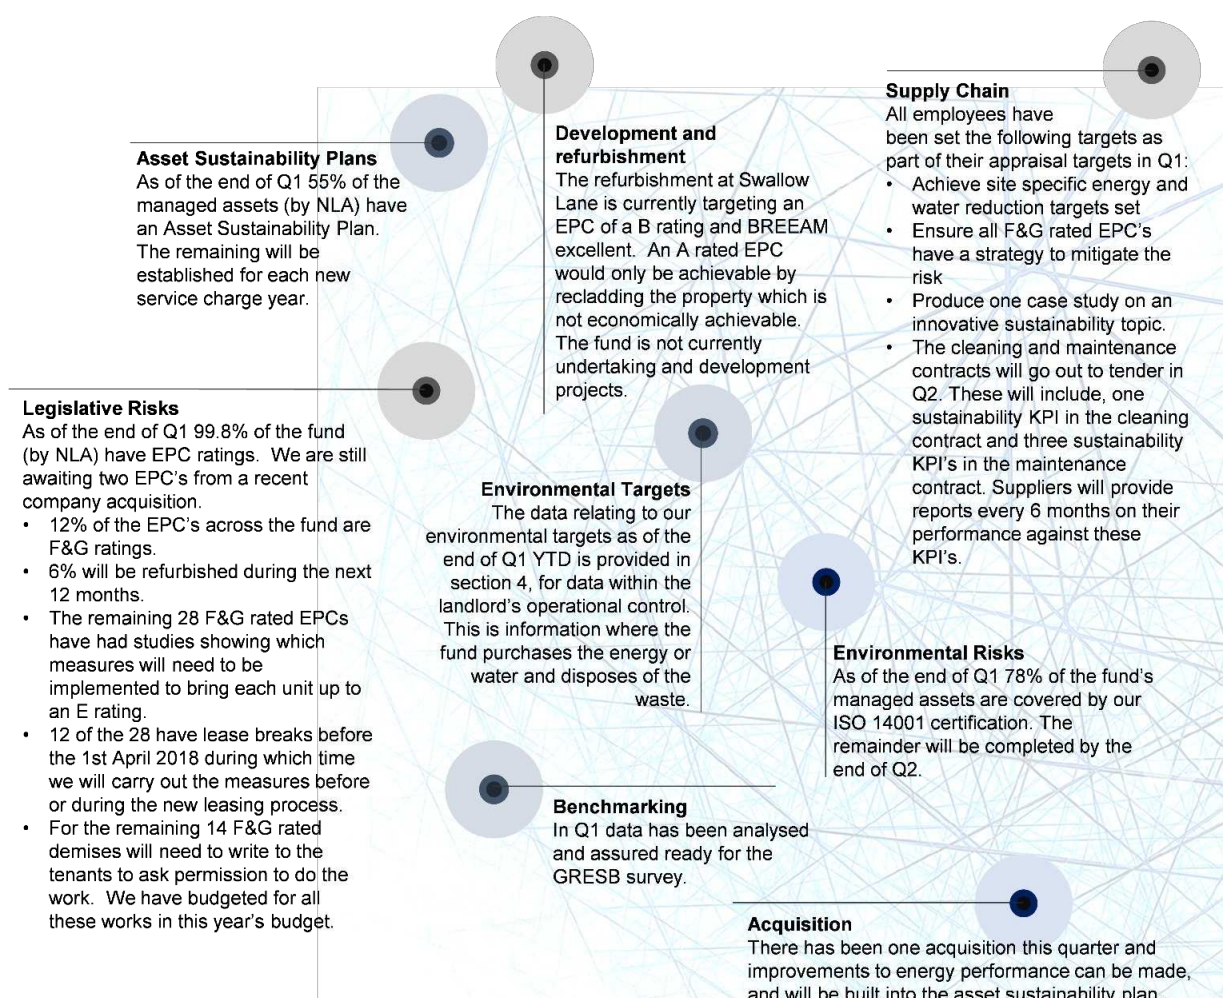 Asset Sustainability Plans
As of the end of Q1 55% of the
managed assets (by NLA) have
an Asset Sustainability Plan.
The remaining will be
established for each new
service charge year.
Development and
refurbishment
The refurbishment at Swallow
Lane is currently targeting an
EPC of a B rating and BREEAM
excellent. An A rated EPC
would only be achievable by
recladding the property which is
not economically achievable.
The fund is not currently
undertaking and development
projects.
Supply Chain
All employees have
been set the following targets as
part of their appraisal targets in Q1:
• Achieve site specific energy and
water reduction targets set
• Ensure all F&G rated EPC's
have a strategy to mitigate the
risk
• Produce one case study on an
innovative sustainability topic.
• The cleaning and maintenance
contracts will go out to tender in
Q2. These will include, one
sustainability KPI in the cleaning
contract and three sustainability
KPI's in the maintenance
contract. Suppliers will provide
reports every 6 months on their
performance against these
KPI's.
Legislative Risks
As of the end of Q1 99.8% of the fund
(by NLA) have EPC ratings. We are still
awaiting two EPC's from a recent
company acquisition.
• 12% of the EPC's across the fund are
F&G ratings.
• 6% will be refurbished during the next
12 months.
• The remaining 28 F&G rated EPCs
have had studies showing which
measures will need to be
implemented to bring each unit up to
an E rating.
• 12 of the 28 have lease breaks before
the 1st April 2018 during which time
we will carry out the measures before
or during the new leasing process.
• For the remaining 14 F&G rated
demises will need to write to the
tenants to ask permission to do the
work. We have budgeted for all
these works in this year's budget.
Environmental Targets
The data relating to our
environmental targets as of the
end of Q1 YTD is provided in
section 4, for data within the
landlord's operational control.
This is information where the
fund purchases the energy or
water and disposes of the
waste.
Environmental Risks
As of the end of Q1 78% of the fund's
managed assets are covered by our
ISO 14001 certification. The
remainder will be completed by the
end of Q2.
Benchmarking
In Q1 data has been analysed
and assured ready for the
GRESB survey.
Acquisition
There has been one acquisition this quarter and
improvements to energy performance can be made,
and will be built into the asset sustainability plan